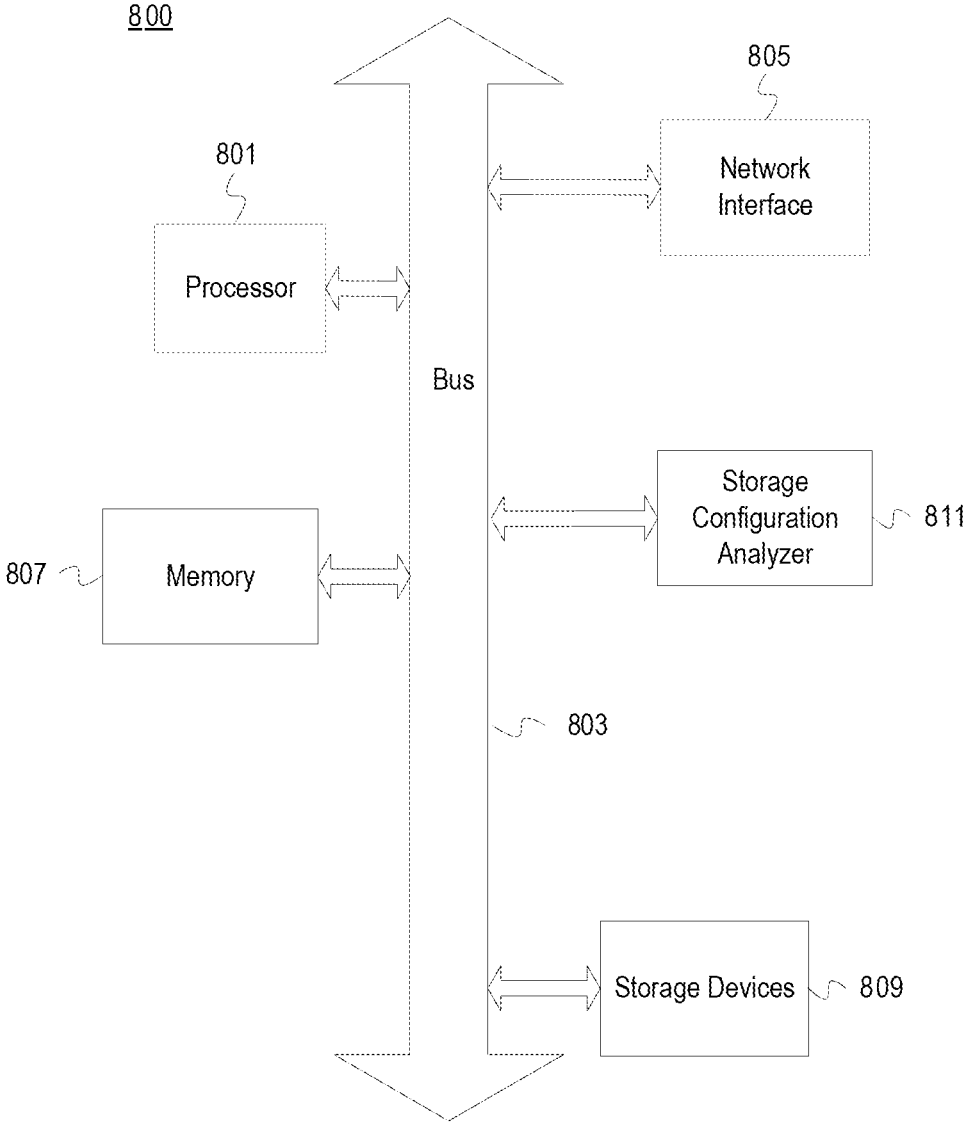 800
805
Network
Interface
801
Processor
Bus
Storage
Configuration
Analyzer
811
807
Memory
803
Storage Devices
809